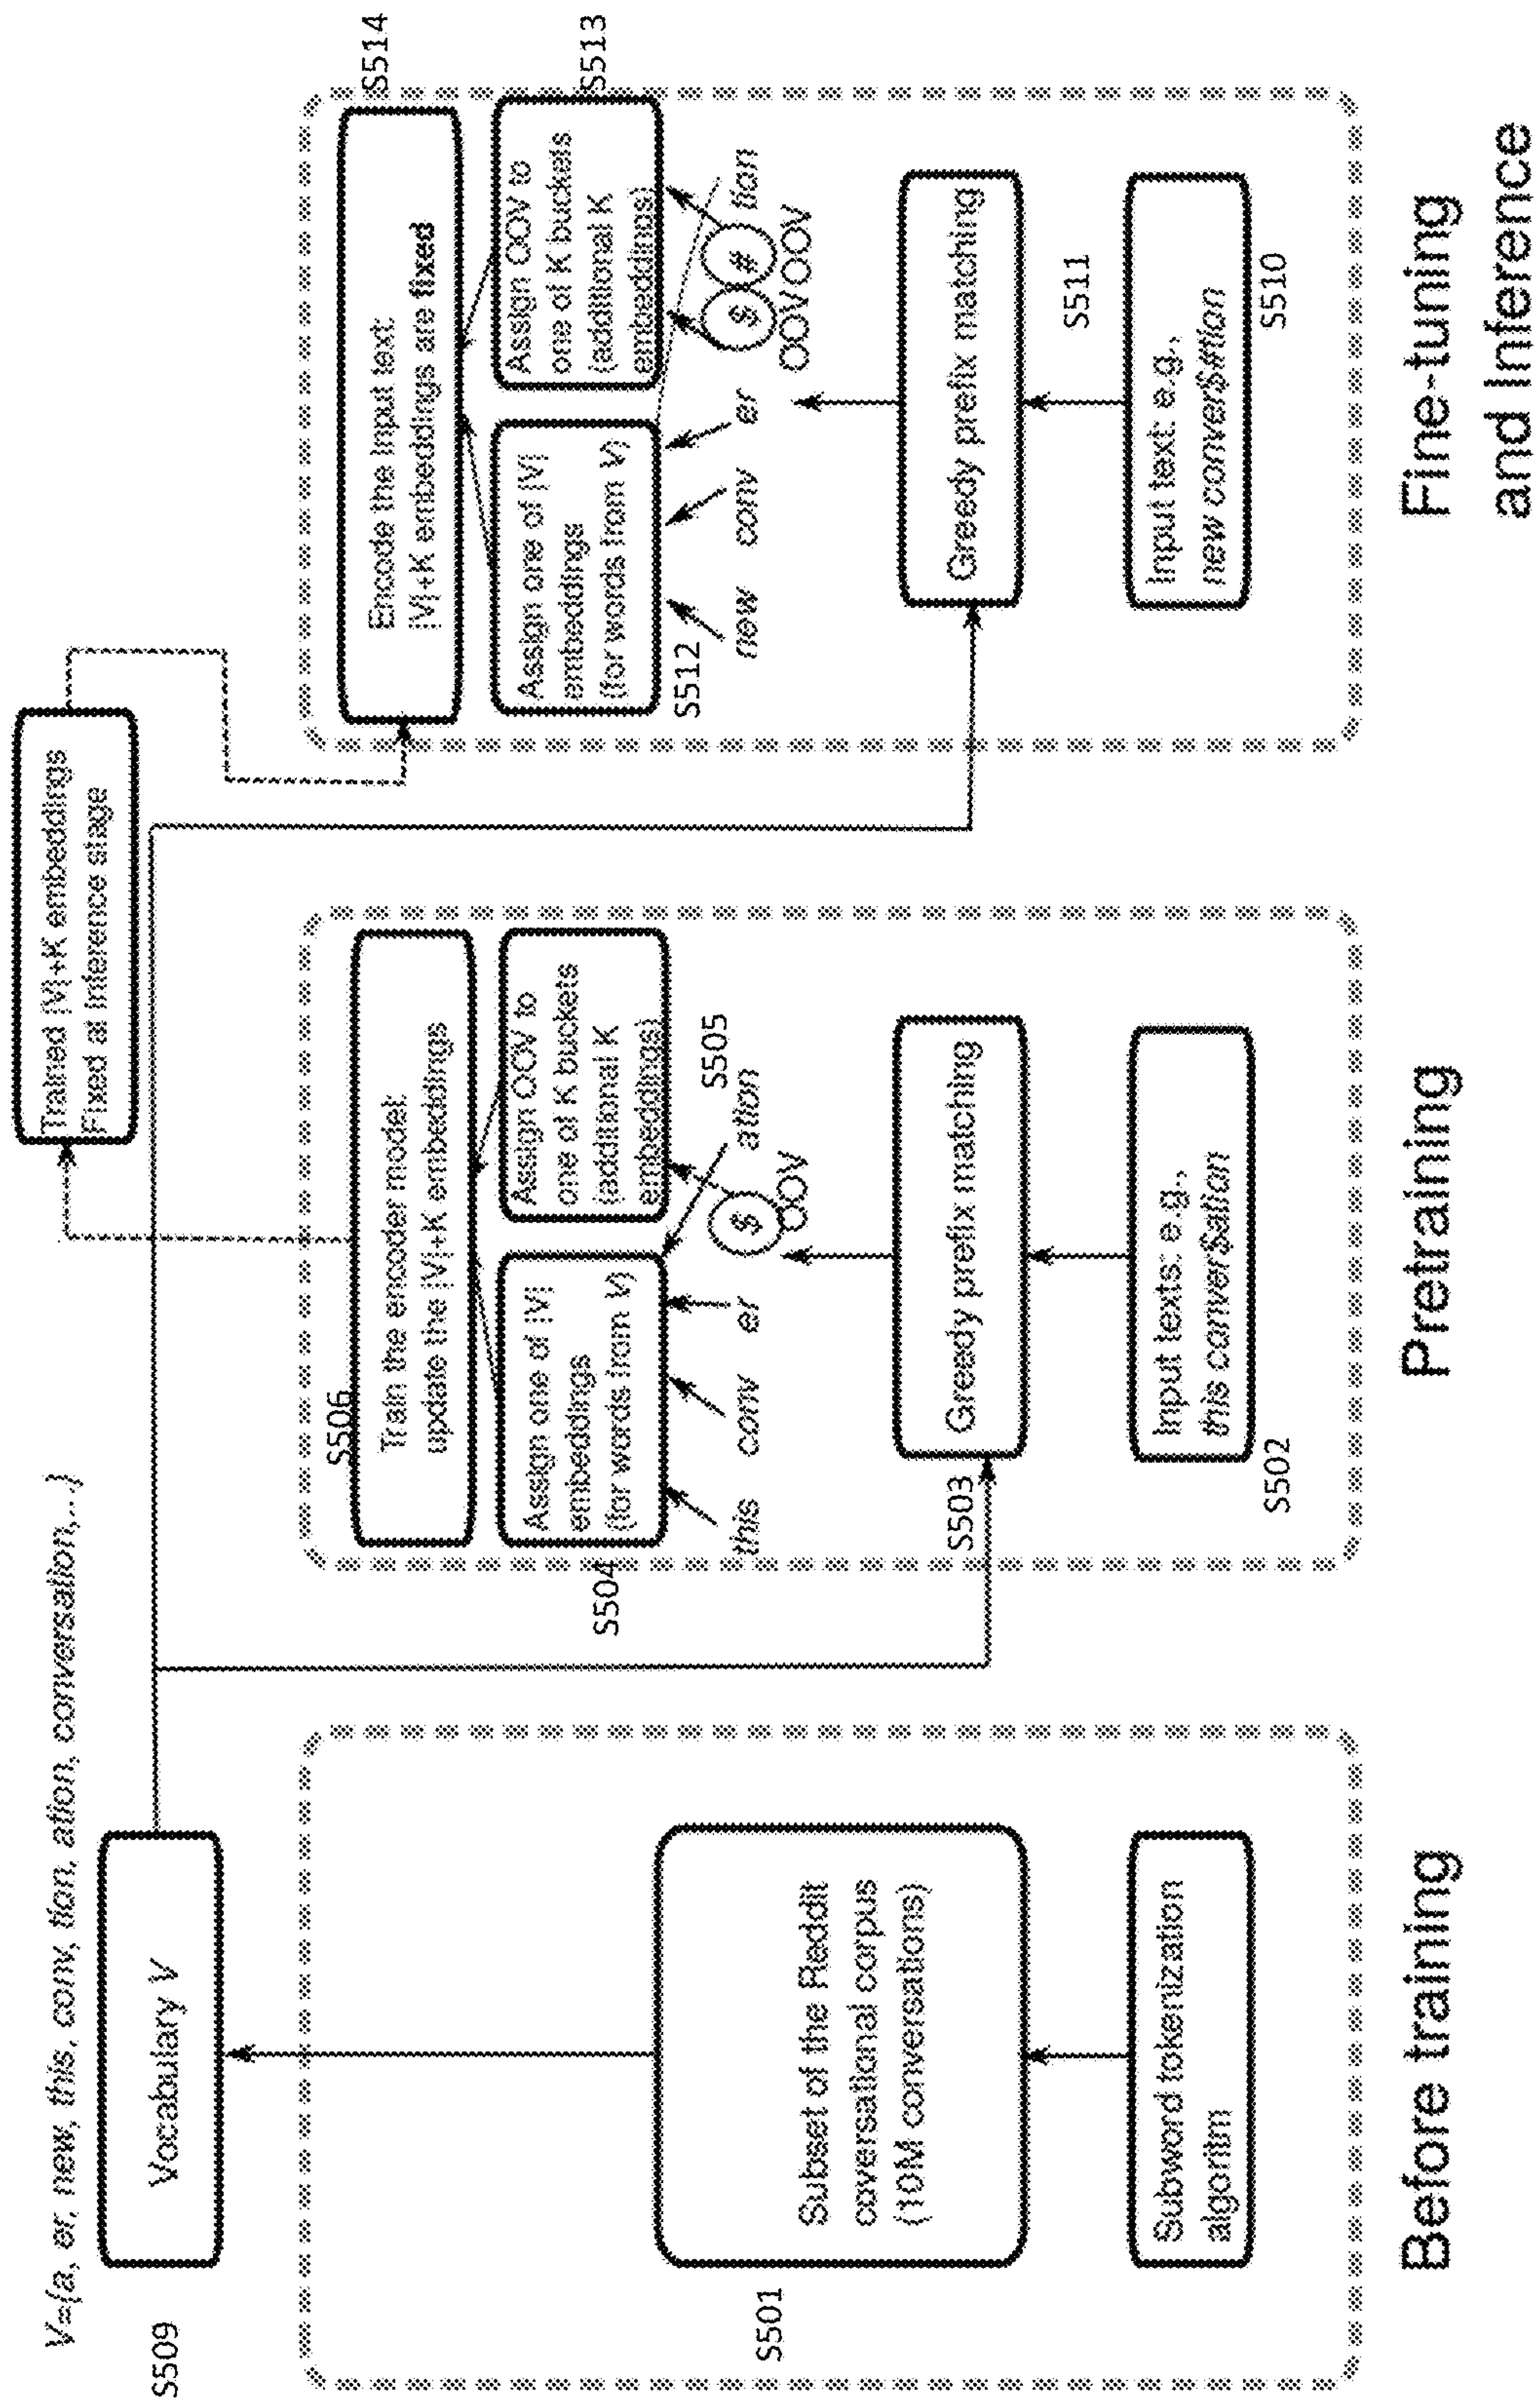 V={a, er, new, this, conv, tion, ation, conversation,...}
S509
Vocabulary V
S501
Subset of the Reddit
coversational corpus
(10M conversations)
Subword tokenization
algoritm
Before training
Trained |V|+K embeddings
Fixed at inference stage
S506
Train the encoder model:
update the |V|+K embeddings
S504
Assign one of |V|
embeddings
(for words from V)
Assign OOV to
one of K buckets
(additional K
embeddings)
S505
this conv er $ ation
OOV
S503
Greedy prefix matching
Input texts: e.g.,
this conver$ation
S502
Pretraining
S514
Encode the input text:
|V|+K embeddings are fixed
Assign one of |V|
embeddings
(for words from V)
S512
Assign OOV to
one of K buckets
(additional K
embeddings)
S513
new conv er $ # tion
OOV OOV
Greedy prefix matching
S511
Input text: e.g.,
new conver$#tion
S510
Fine-tuning
and Inference